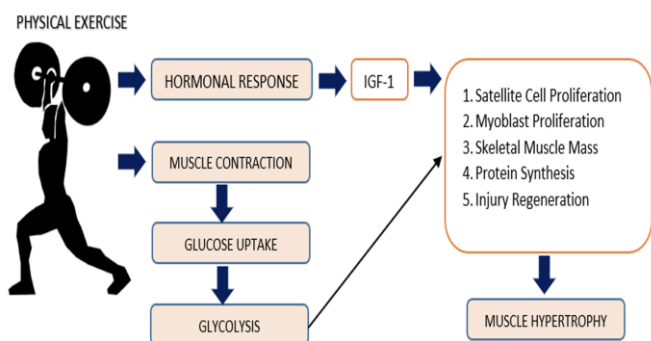 PHYSICAL EXERCISE
HORMONAL RESPONSE
IGF-1
1. Satellite Cell Proliferation
2. Myoblast Proliferation
3. Skeletal Muscle Mass
4. Protein Synthesis
5. Injury Regeneration
MUSCLE CONTRACTION
GLUCOSE UPTAKE
GLYCOLYSIS
MUSCLE HYPERTROPHY